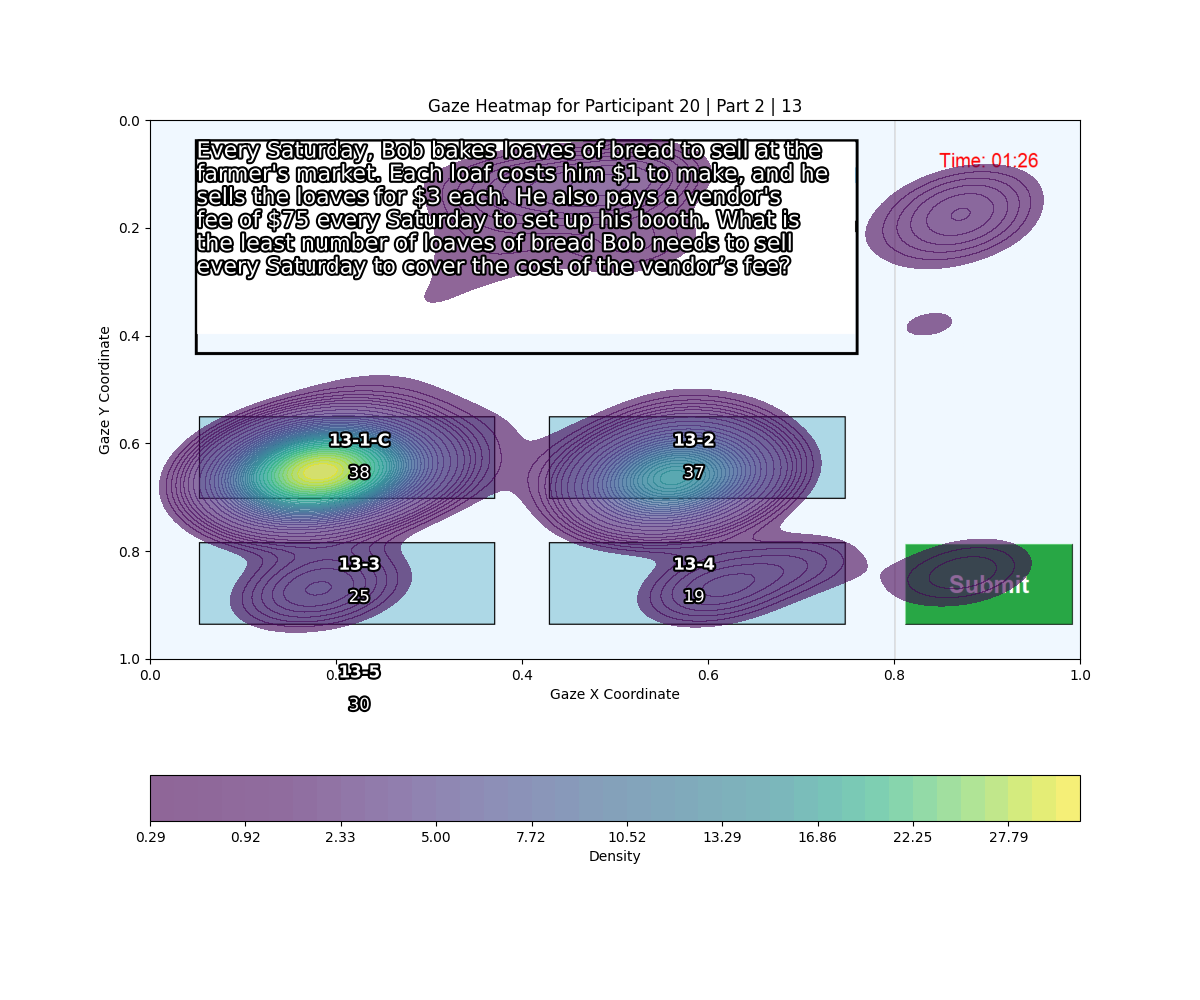 Gaze Heatmap for Participant 20 | Part 2 | 13
0.0
0.2
0.4
0.6
0.8
1.0
Gaze Y Coordinate
Every Saturday, Bob bakes loaves of bread to sell at the
farmer's market. Each loaf costs him $1 to make, and he
sells the loaves for $3 each. He also pays a vendor's
fee of $75 every Saturday to set up his booth. What is
the least number of loaves of bread Bob needs to sell
every Saturday to cover the cost of the vendor’s fee?
Time: 01:26
13-1-C
38
13-2
37
13-3
25
13-4
19
Submit
13-5
30
0.0 0.4 0.6 0.8 1.0
Gaze X Coordinate
0.29 0.92 2.33 5.00 7.72 10.52 13.29 16.86 22.25 27.79
Density